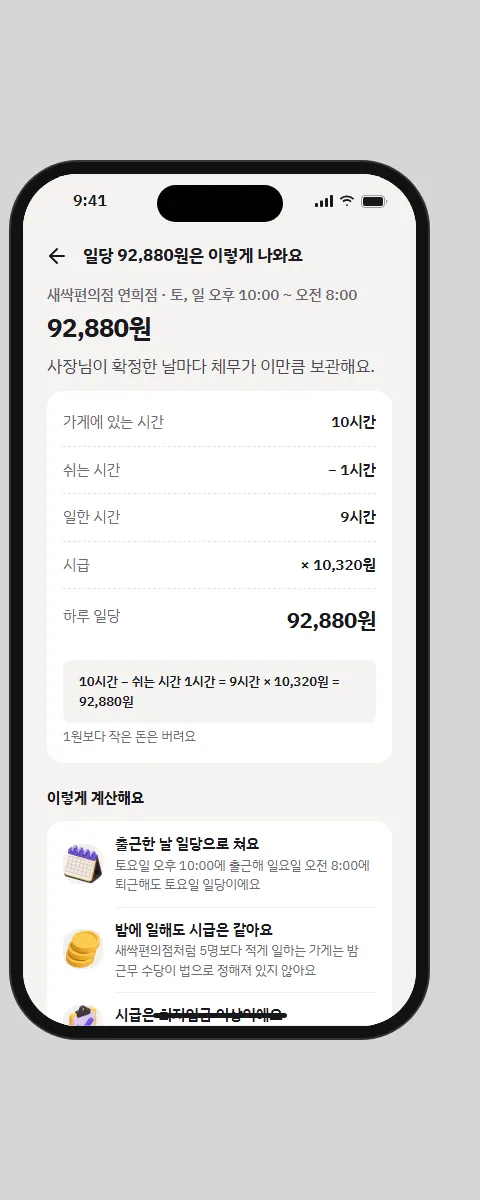 9:41
일당 92,880원은 이렇게 나와요
새싹편의점 연희점 · 토, 일 오후 10:00 ~ 오전 8:00
92,880원
사장님이 확정한 날마다 체무가 이만큼 보관해요.
가게에 있는 시간 10시간
쉬는 시간 − 1시간
일한 시간 9시간
시급 × 10,320원
하루 일당 92,880원
10시간 − 쉬는 시간 1시간 = 9시간 × 10,320원 =
92,880원
1원보다 작은 돈은 버려요
이렇게 계산해요
출근한 날 일당으로 쳐요
토요일 오후 10:00에 출근해 일요일 오전 8:00에
퇴근해도 토요일 일당이에요
밤에 일해도 시급은 같아요
새싹편의점처럼 5명보다 적게 일하는 가게는 밤
근무 수당이 법으로 정해져 있지 않아요
시급은